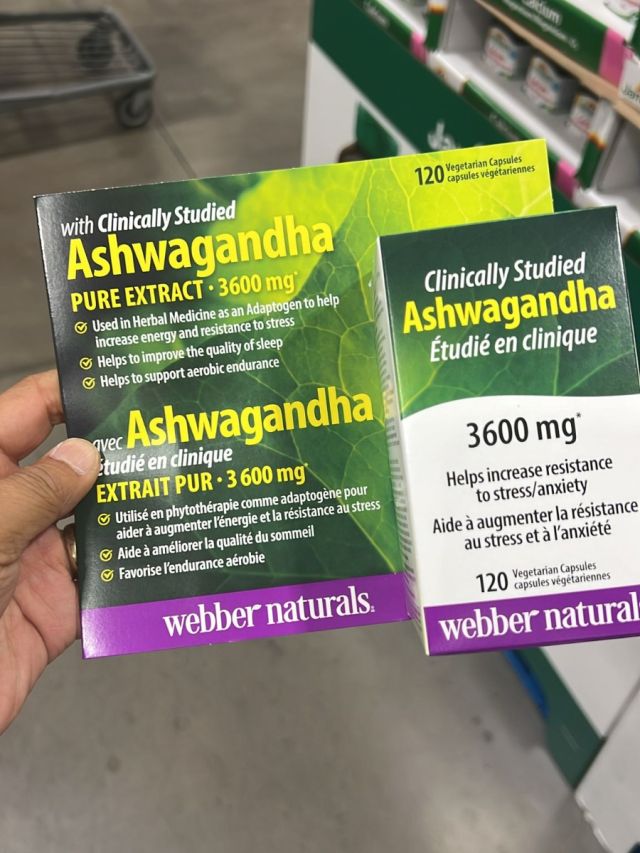 120 Vegetarian Capsules
capsules végétariennes
with Clinically Studied
Ashwagandha
PURE EXTRACT • 3600 mg*
Used in Herbal Medicine as an Adaptogen to help
increase energy and resistance to stress
Helps to improve the quality of sleep
Helps to support aerobic endurance
avec Ashwagandha
Étudié en clinique
EXTRAIT PUR • 3 600 mg*
Utilisé en phytothérapie comme adaptogène pour
aider à augmenter l'énergie et la résistance au stress
Aide à améliorer la qualité du sommeil
Favorise l'endurance aérobie
webber naturals
Clinically Studied
Ashwagandha
Étudié en clinique
3600 mg*
Helps increase resistance
to stress/anxiety
Aide à augmenter la résistance
au stress et à l'anxiété
120 Vegetarian Capsules
capsules végétariennes
webber natural